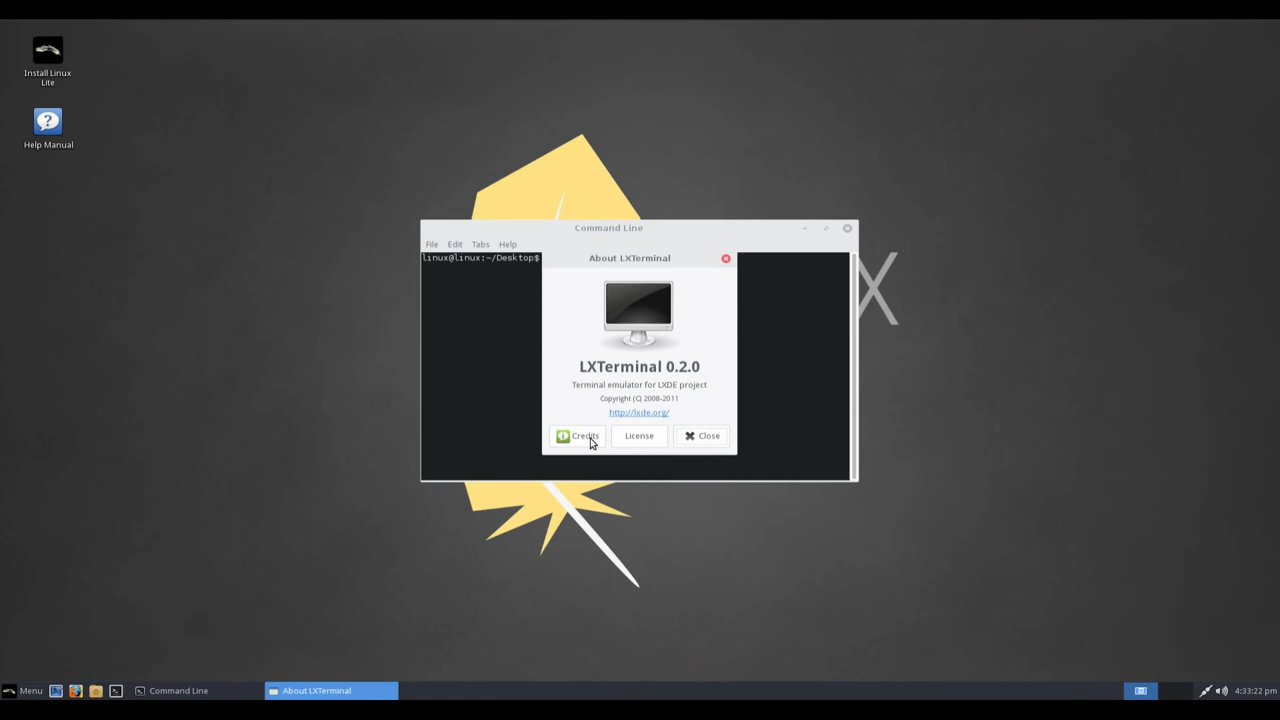 Install Linux
Lite
Help Manual
Command Line
File Edit Tabs Help
linux@linux:~/Desktop$
About LXTerminal
X
LXTerminal 0.2.0
Terminal emulator for LXDE project
Copyright (C) 2008-2011
http://lxde.org/
Credits License Close
Menu Command Line About LXTerminal 4:33:22 pm